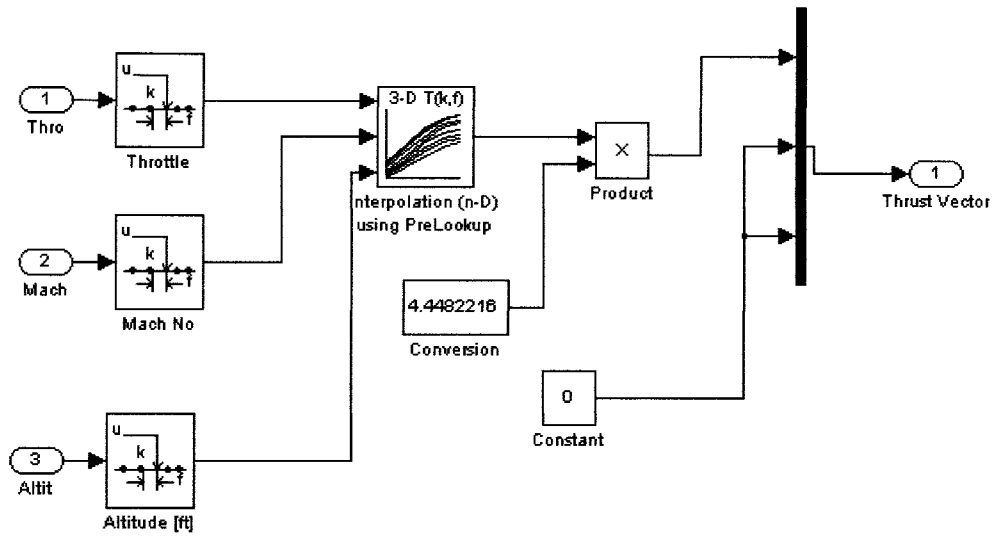 1
Thro
u
k
f
Throttle
2
Mach
u
k
f
Mach No
3
Altit
u
k
f
Altitude [ft]
3-D T(k,f)
nterpolation (n-D)
using PreLookup
4.4482216
Conversion
×
Product
0
Constant
1
Thrust Vector